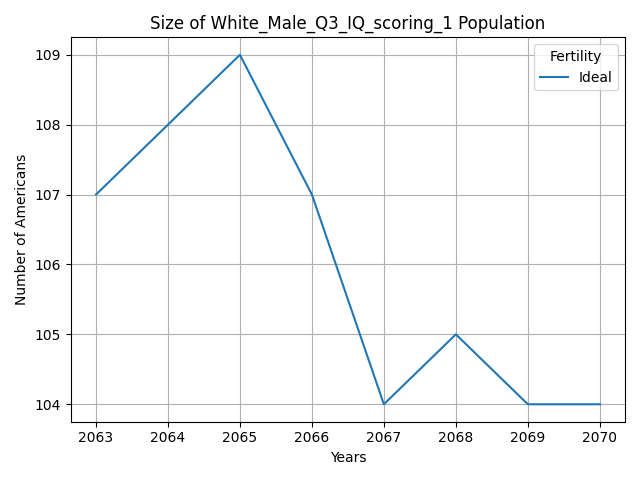 Size of White_Male_Q3_IQ_scoring_1 Population
Fertility
Ideal
Number of Americans
109
108
107
106
105
104
2063 2064 2065 2066 2067 2068 2069 2070
Years